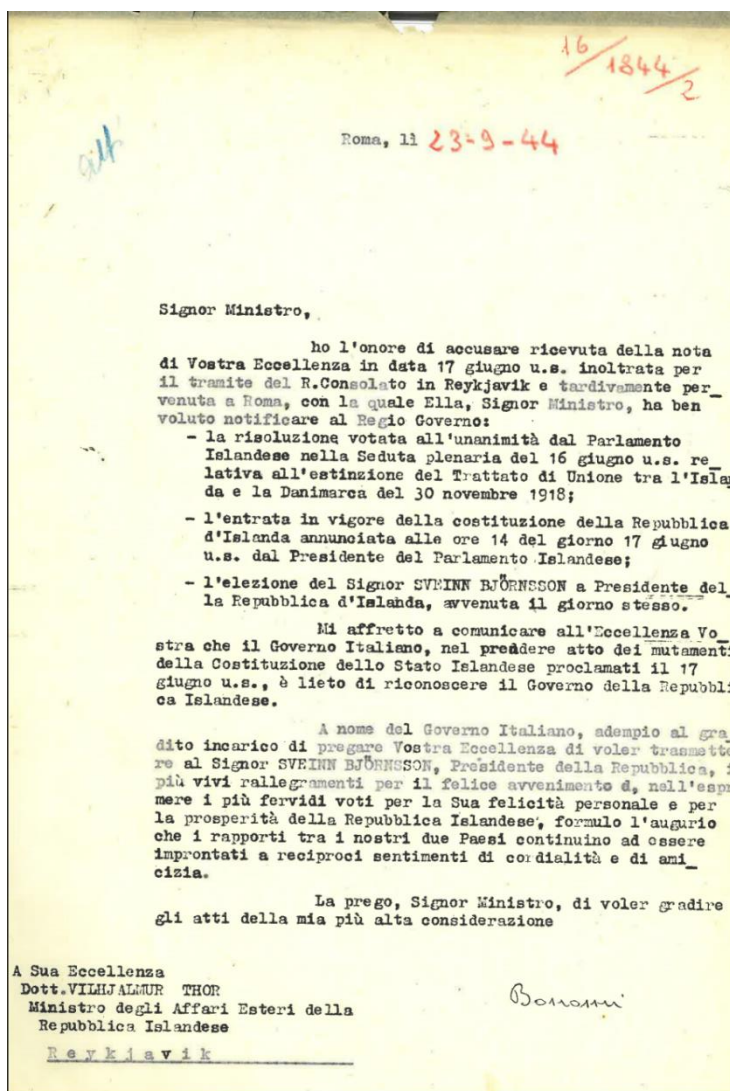 16/1844/2
Roma, li 23-9-44
Signor Ministro,
ho l'onore di accusare ricevuta della nota
di Vostra Eccellenza in data 17 giugno u.s. inoltrata per
il tramite del R.Consolato in Reykjavik e tardivamente per_
venuta a Roma, con la quale Ella, Signor Ministro, ha ben
voluto notificare al Regio Governo:
- la risoluzione votata all'unanimità dal Parlamento
Islandese nella Seduta plenaria del 16 giugno u.s. re_
lativa all'estinzione del Trattato di Unione tra l'Islan
da e la Danimarca del 30 novembre 1918;
- l'entrata in vigore della costituzione della Repubblica
d'Islanda annunciata alle ore 14 del giorno 17 giugno
u.s. dal Presidente del Parlamento Islandese;
- l'elezione del Signor SVEINN BJÖRNSSON a Presidente del_
la Repubblica d'Islanda, avvenuta il giorno stesso.
Mi affretto a comunicare all'Eccellenza Vo_
stra che il Governo Italiano, nel prendere atto dei mutamenti
della Costituzione dello Stato Islandese proclamati il 17
giugno u.s., è lieto di riconoscere il Governo della Repubbli
ca Islandese.
A nome del Governo Italiano, adempio al gra_
dito incarico di pregare Vostra Eccellenza di voler trasmette
re al Signor SVEINN BJÖRNSSON, Presidente della Repubblica, i
più vivi rallegramenti per il felice avvenimento d, nell'espri
mere i più fervidi voti per la Sua felicità personale e per
la prosperità della Repubblica Islandese, formulo l'augurio
che i rapporti tra i nostri due Paesi continuino ad essere
improntati a reciproci sentimenti di cordialità e di ami_
cizia.
La prego, Signor Ministro, di voler gradire
gli atti della mia più alta considerazione
A Sua Eccellenza
Dott.VILHJALMUR THOR
Ministro degli Affari Esteri della
Repubblica Islandese
Reykjavik
Bonomi